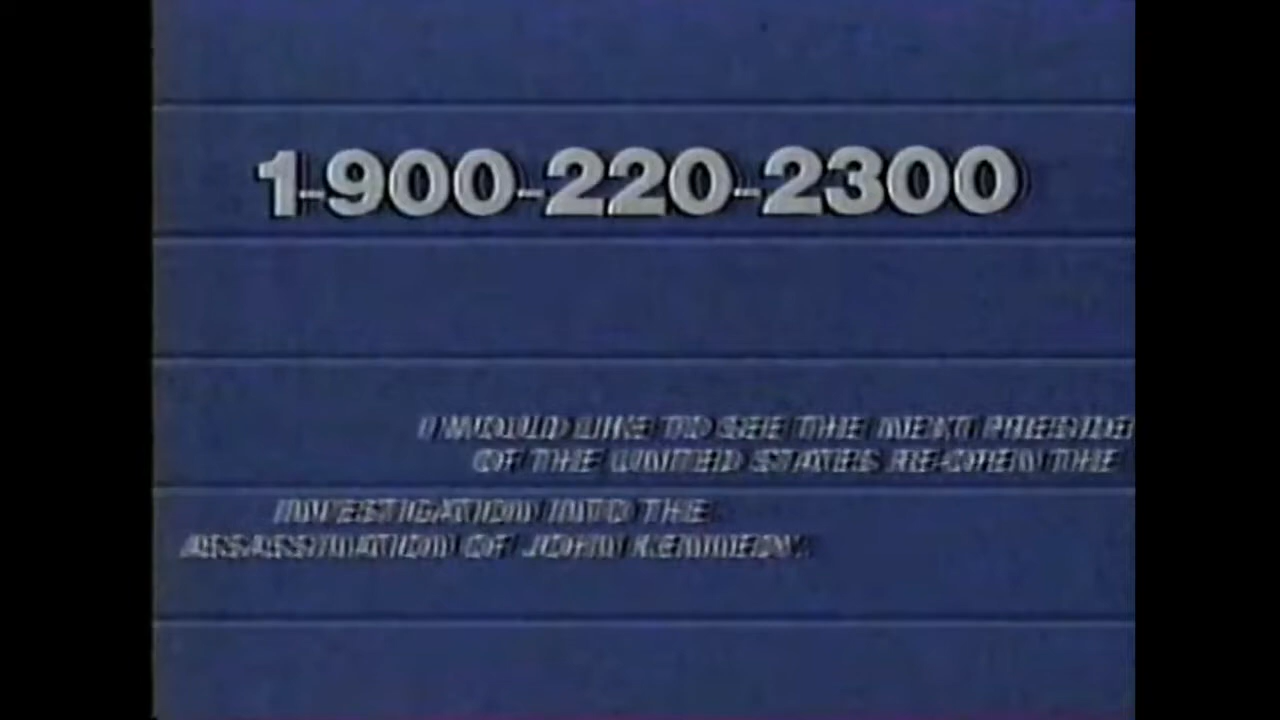 1-900-220-2300
I WOULD LIKE TO SEE THE NEXT PRESIDE
OF THE UNITED STATES RE-OPEN THE
INVESTIGATION INTO THE
ASSASSINATION OF JOHN KENNEDY.